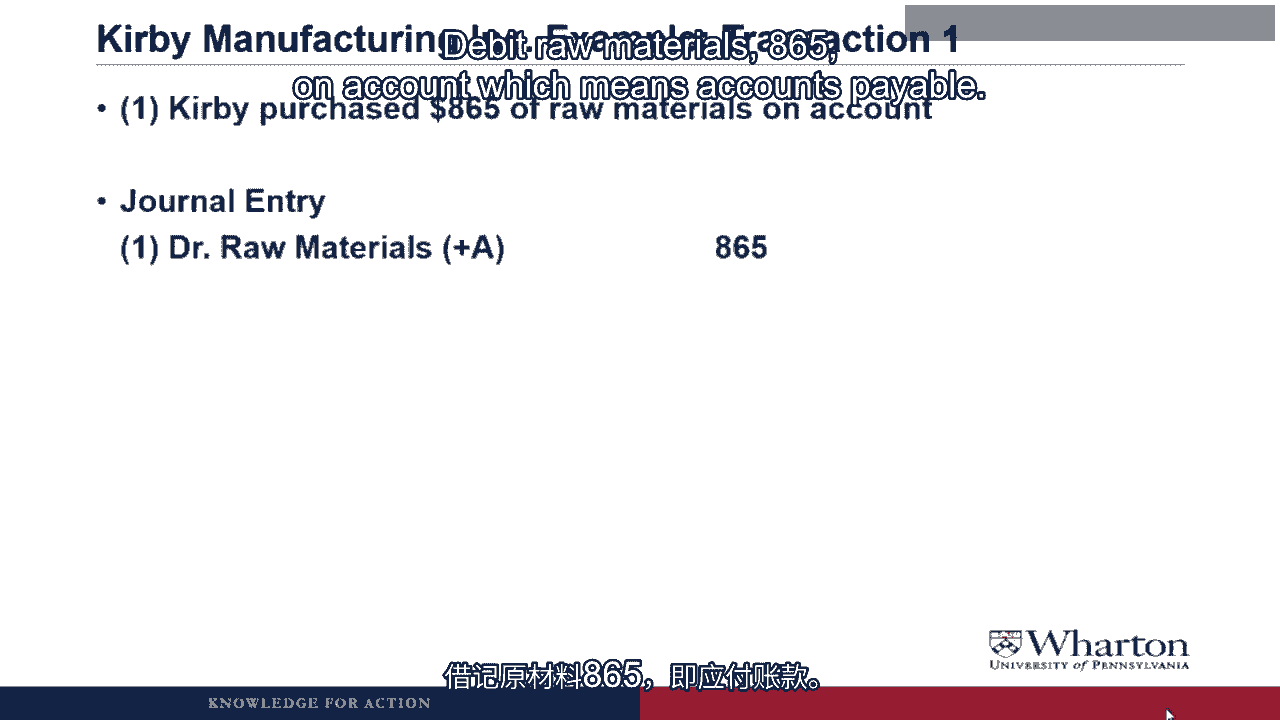 Kirby Manufacturing Inc. Example: Transaction 1
Debit raw materials, 865,
on account which means accounts payable.
• (1) Kirby purchased $865 of raw materials on account
• Journal Entry
(1) Dr. Raw Materials (+A) 865
Wharton
UNIVERSITY of PENNSYLVANIA
借记原材料865，即应付账款。
KNOWLEDGE FOR ACTION